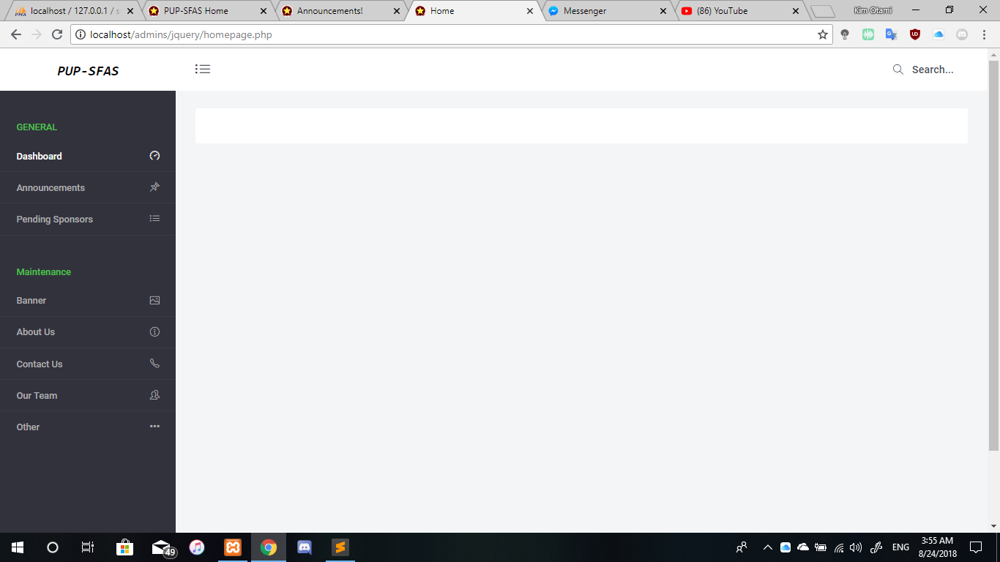 localhost / 127.0.0.1 / s
PUP-SFAS Home
Announcements!
Home
Messenger
(86) YouTube
Kim Otami
localhost/admins/jquery/homepage.php
PUP-SFAS
Search...
GENERAL
Dashboard
Announcements
Pending Sponsors
Maintenance
Banner
About Us
Contact Us
Our Team
Other
49
ENG
3:55 AM
8/24/2018